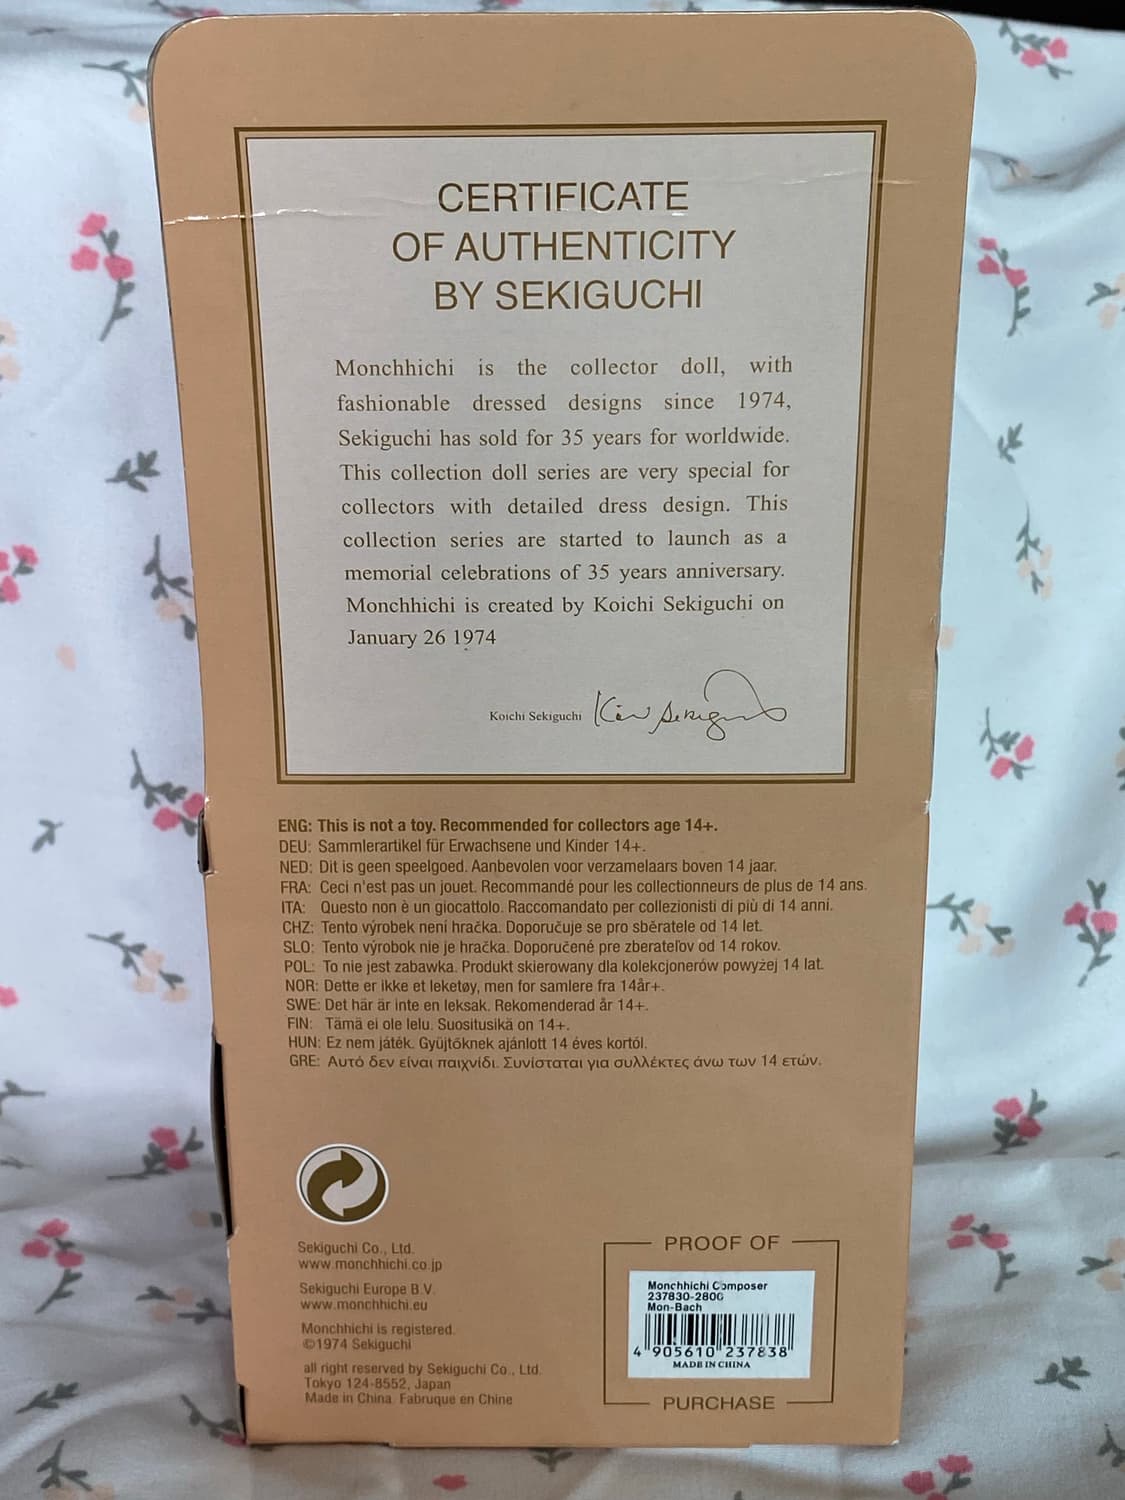 CERTIFICATE
OF AUTHENTICITY
BY SEKIGUCHI
Monchhichi is the collector doll, with
fashionable dressed designs since 1974,
Sekiguchi has sold for 35 years for worldwide.
This collection doll series are very special for
collectors with detailed dress design. This
collection series are started to launch as a
memorial celebrations of 35 years anniversary.
Monchhichi is created by Koichi Sekiguchi on
January 26 1974
Koichi Sekiguchi
ENG: This is not a toy. Recommended for collectors age 14+.
DEU: Sammlerartikel für Erwachsene und Kinder 14+.
NED: Dit is geen speelgoed. Aanbevolen voor verzamelaars boven 14 jaar.
FRA: Ceci n'est pas un jouet. Recommandé pour les collectionneurs de plus de 14 ans.
ITA: Questo non è un giocattolo. Raccomandato per collezionisti di più di 14 anni.
CHZ: Tento výrobek není hračka. Doporučuje se pro sběratele od 14 let.
SLO: Tento výrobok nie je hračka. Doporučené pre zberateľov od 14 rokov.
POL: To nie jest zabawka. Produkt skierowany dla kolekcjonerów powyżej 14 lat.
NOR: Dette er ikke et leketøy, men for samlere fra 14år+.
SWE: Det här är inte en leksak. Rekomenderad år 14+.
FIN: Tämä ei ole lelu. Suositusikä on 14+.
HUN: Ez nem játék. Gyüjtőknek ajánlott 14 éves kortól.
GRE: Αυτό δεν είναι παιχνίδι. Συνίσταται για συλλέκτες άνω των 14 ετών.
Sekiguchi Co., Ltd.
www.monchhichi.co.jp
Sekiguchi Europe B.V.
www.monchhichi.eu
Monchhichi is registered.
©1974 Sekiguchi
all right reserved by Sekiguchi Co., Ltd.
Tokyo 124-8552, Japan
Made in China. Fabruque en Chine
PROOF OF
Monchhichi Composer
237830-2800
Mon-Bach
4 905610 237838
MADE IN CHINA
PURCHASE